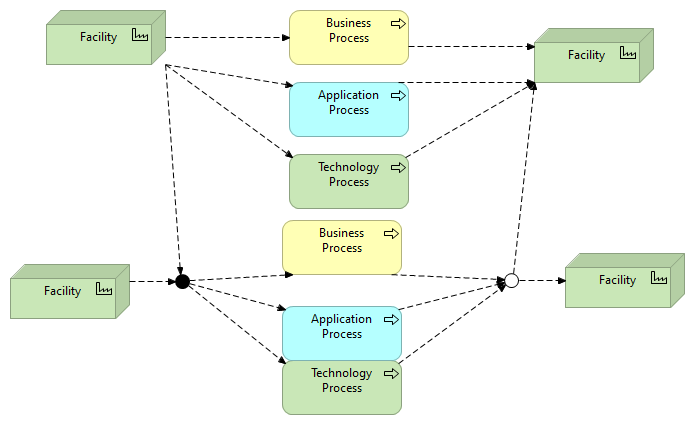 Facility
Business
Process
Facility
Application
Process
Technology
Process
Business
Process
Facility
Facility
Application
Process
Technology
Process